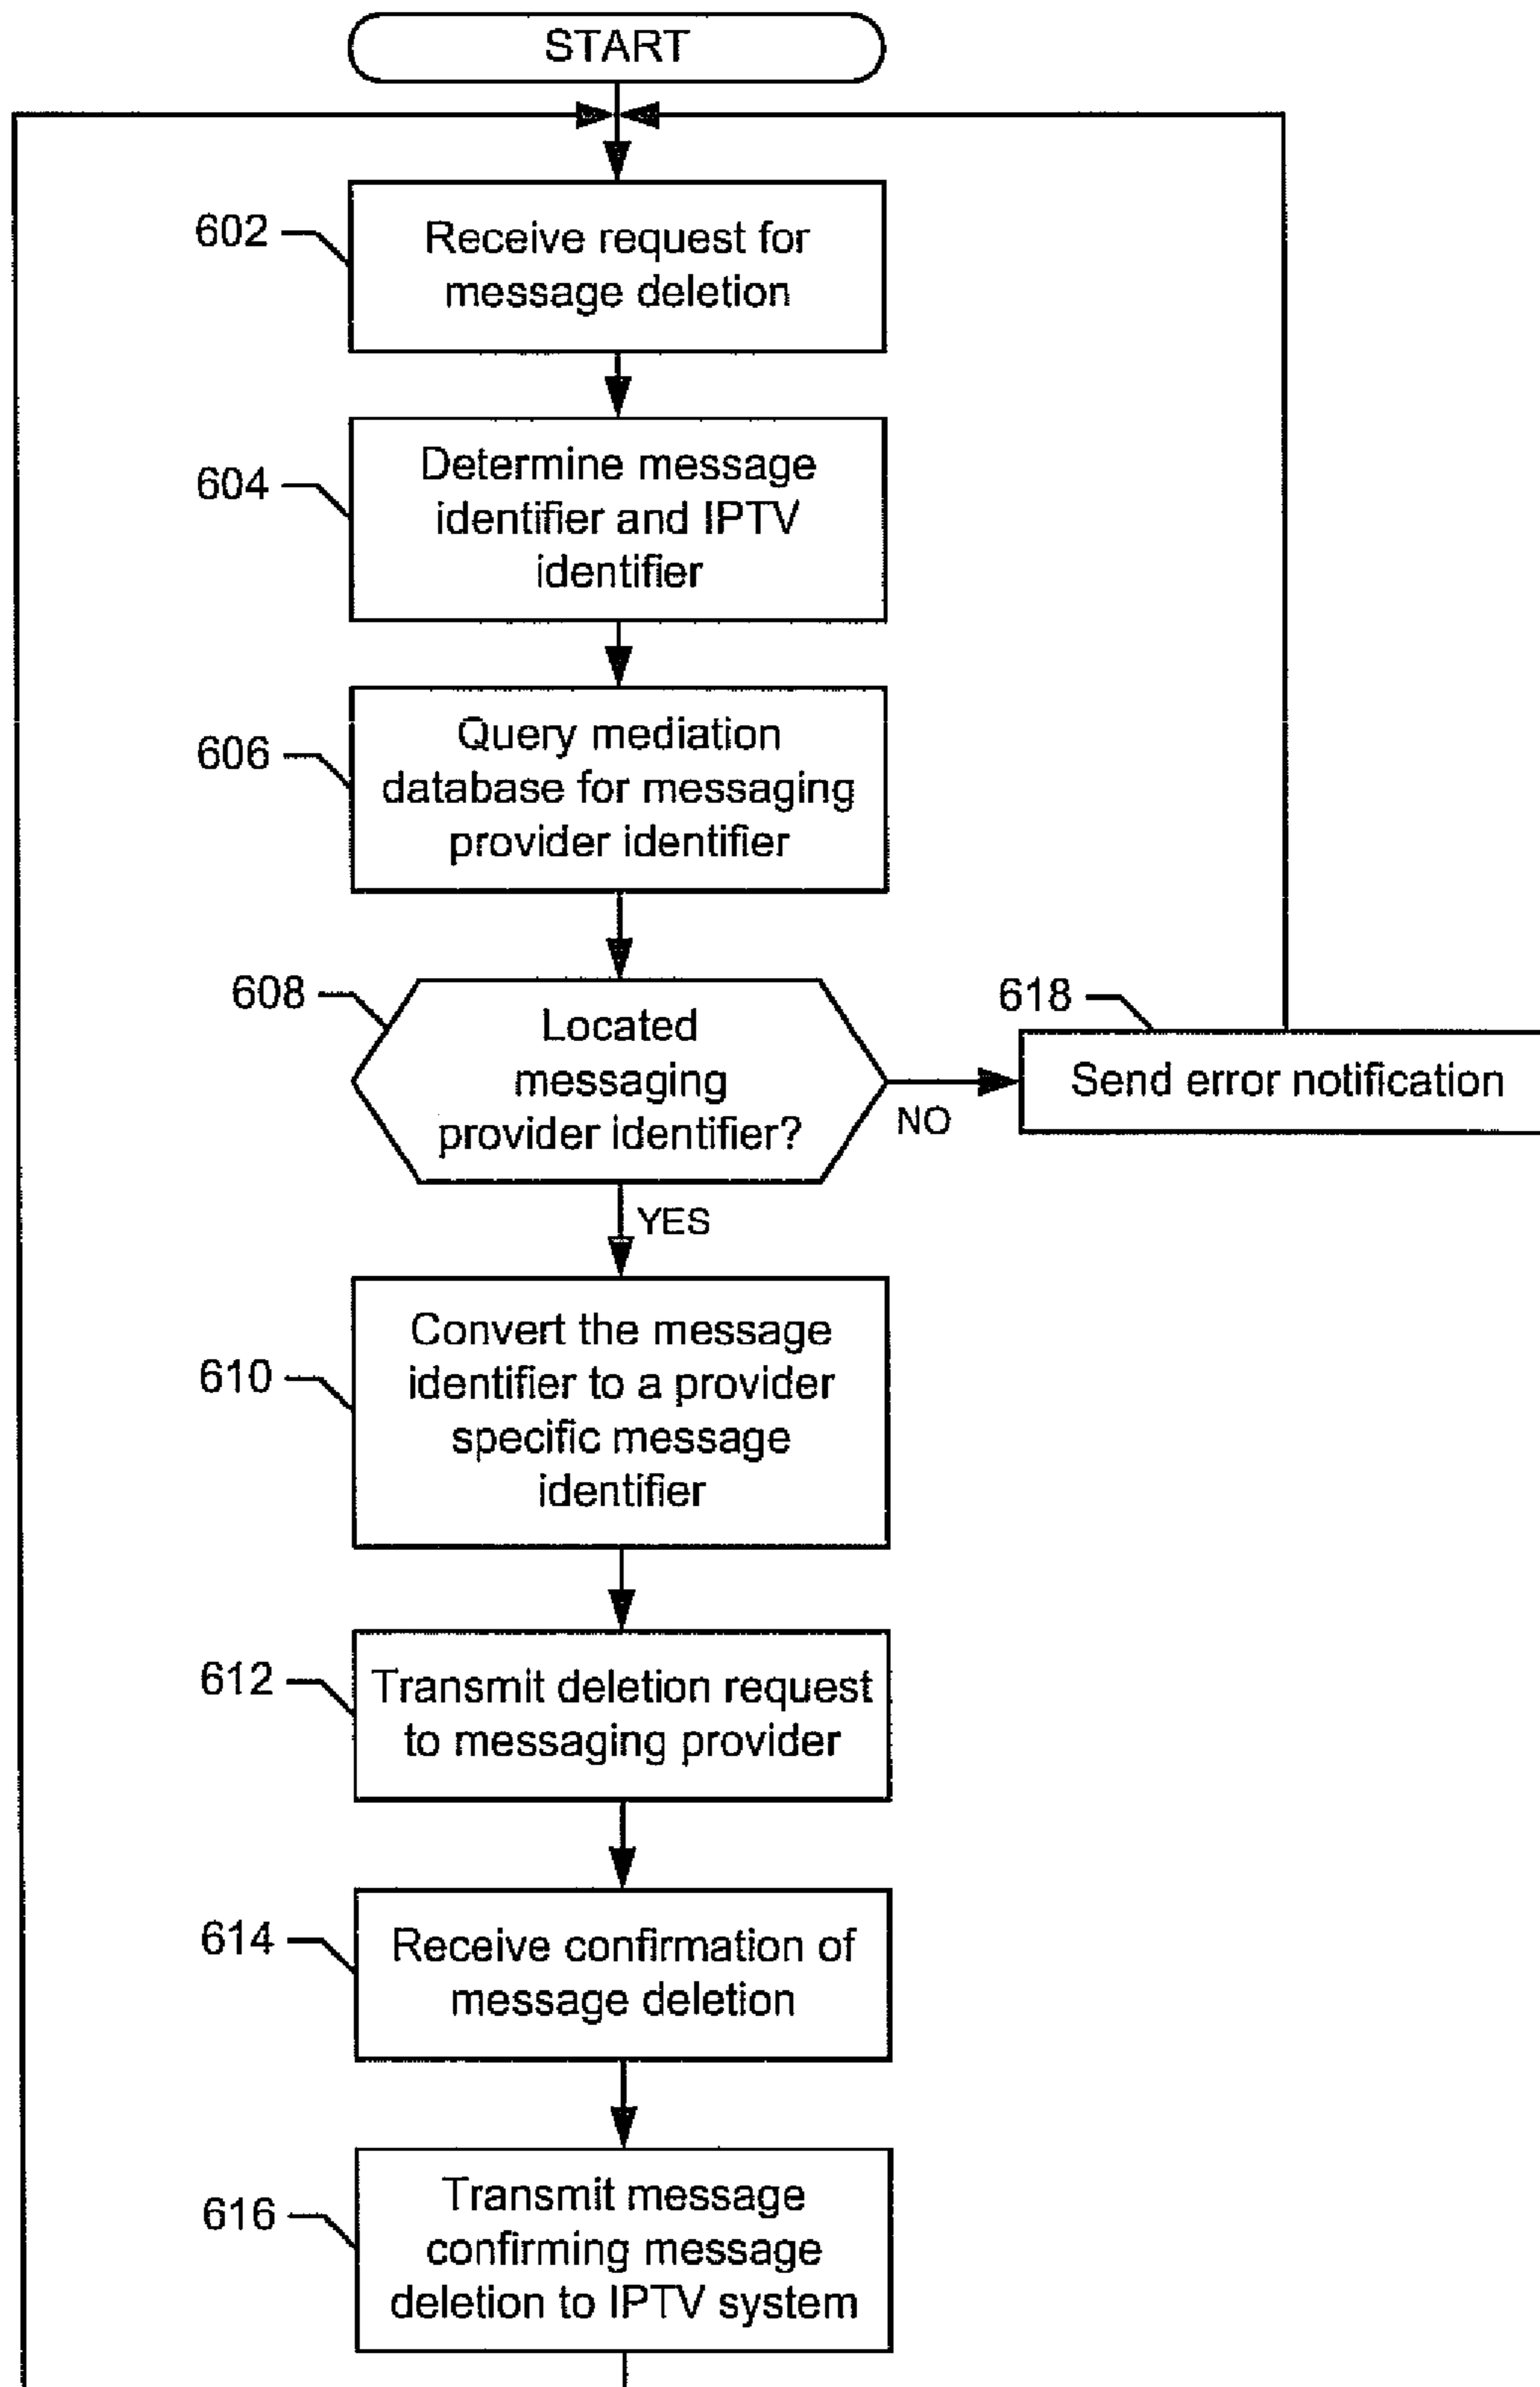 START
602
Receive request for
message deletion
604
Determine message
identifier and IPTV
identifier
606
Query mediation
database for messaging
provider identifier
608
Located
messaging
provider identifier?
NO
618
Send error notification
YES
610
Convert the message
identifier to a provider
specific message
identifier
612
Transmit deletion request
to messaging provider
614
Receive confirmation of
message deletion
616
Transmit message
confirming message
deletion to IPTV system